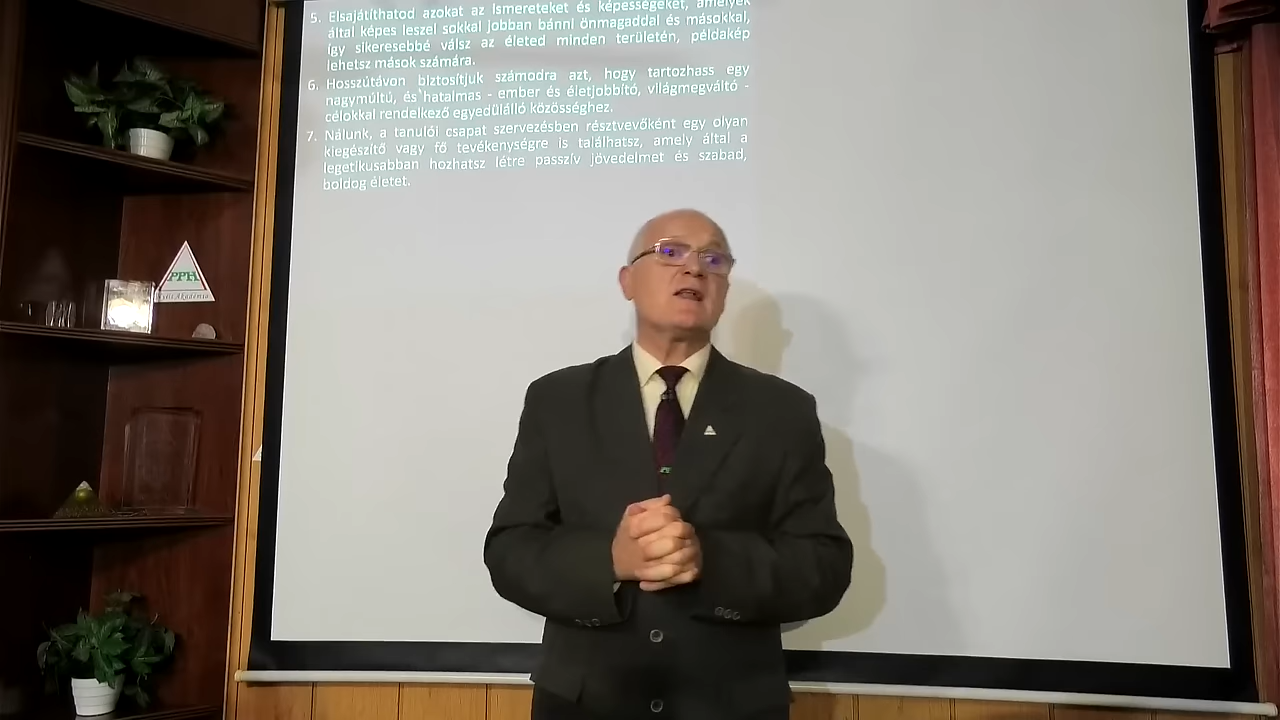 5. Elsajátíthatod azokat az ismereteket és képességeket, amelyek
által képes leszel sokkal jobban bánni önmagaddal és másokkal,
így sikeresebbé válsz az életed minden területén, példakép
lehetsz mások számára.
6. Hosszútávon biztosítjuk számodra azt, hogy tartozhass egy
nagymúltú, és hatalmas - ember és életjobbító, világmegváltó -
célokkal rendelkező egyedülálló közösséghez.
7. Nálunk, a tanulói csapat szervezésben résztvevőként egy olyan
kiegészítő vagy fő tevékenységre is találhatsz, amely által a
legetikusabban hozhatsz létre passzív jövedelmet és szabad,
boldog életet.
Akadémia